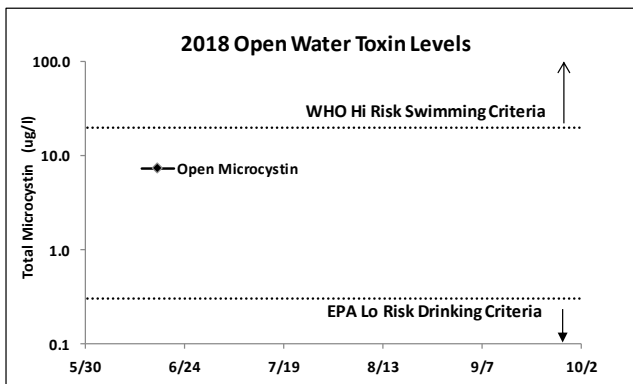 2018 Open Water Toxin Levels
100.0
WHO Hi Risk Swimming Criteria
10.0
Open Microcystin
Total Microcystin (ug/l)
1.0
EPA Lo Risk Drinking Criteria
0.1
5/30 6/24 7/19 8/13 9/7 10/2